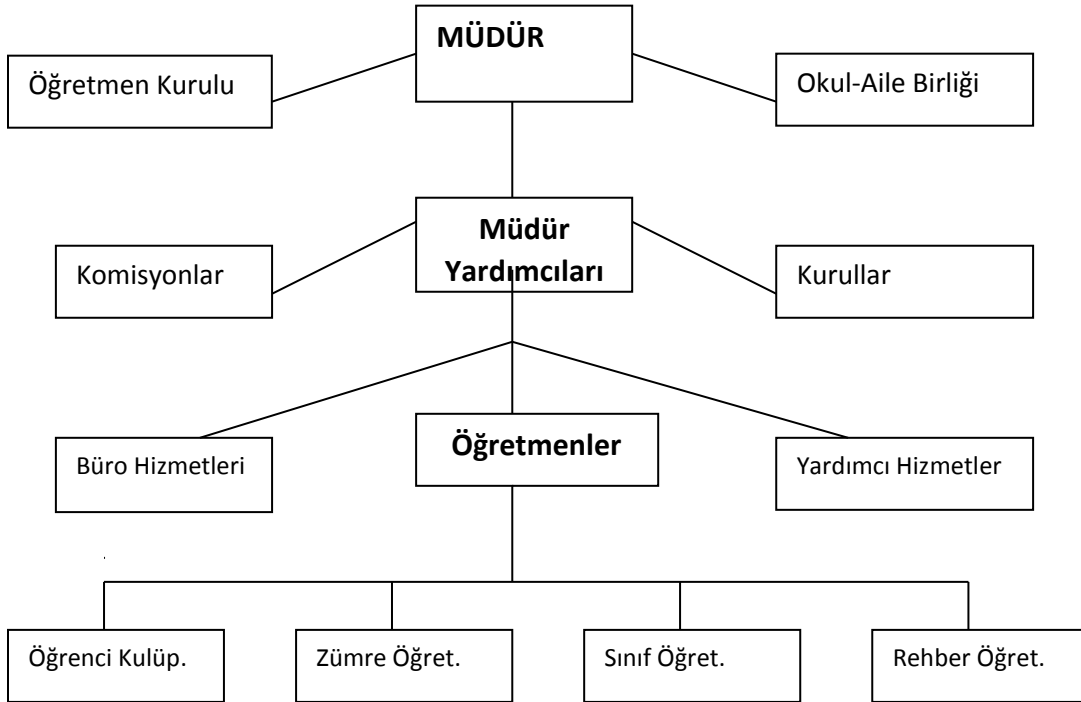 MÜDÜR
Öğretmen Kurulu
Okul-Aile Birliği
Müdür
Yardımcıları
Komisyonlar
Kurullar
Büro Hizmetleri
Öğretmenler
Yardımcı Hizmetler
Öğrenci Kulüp.
Zümre Öğret.
Sınıf Öğret.
Rehber Öğret.